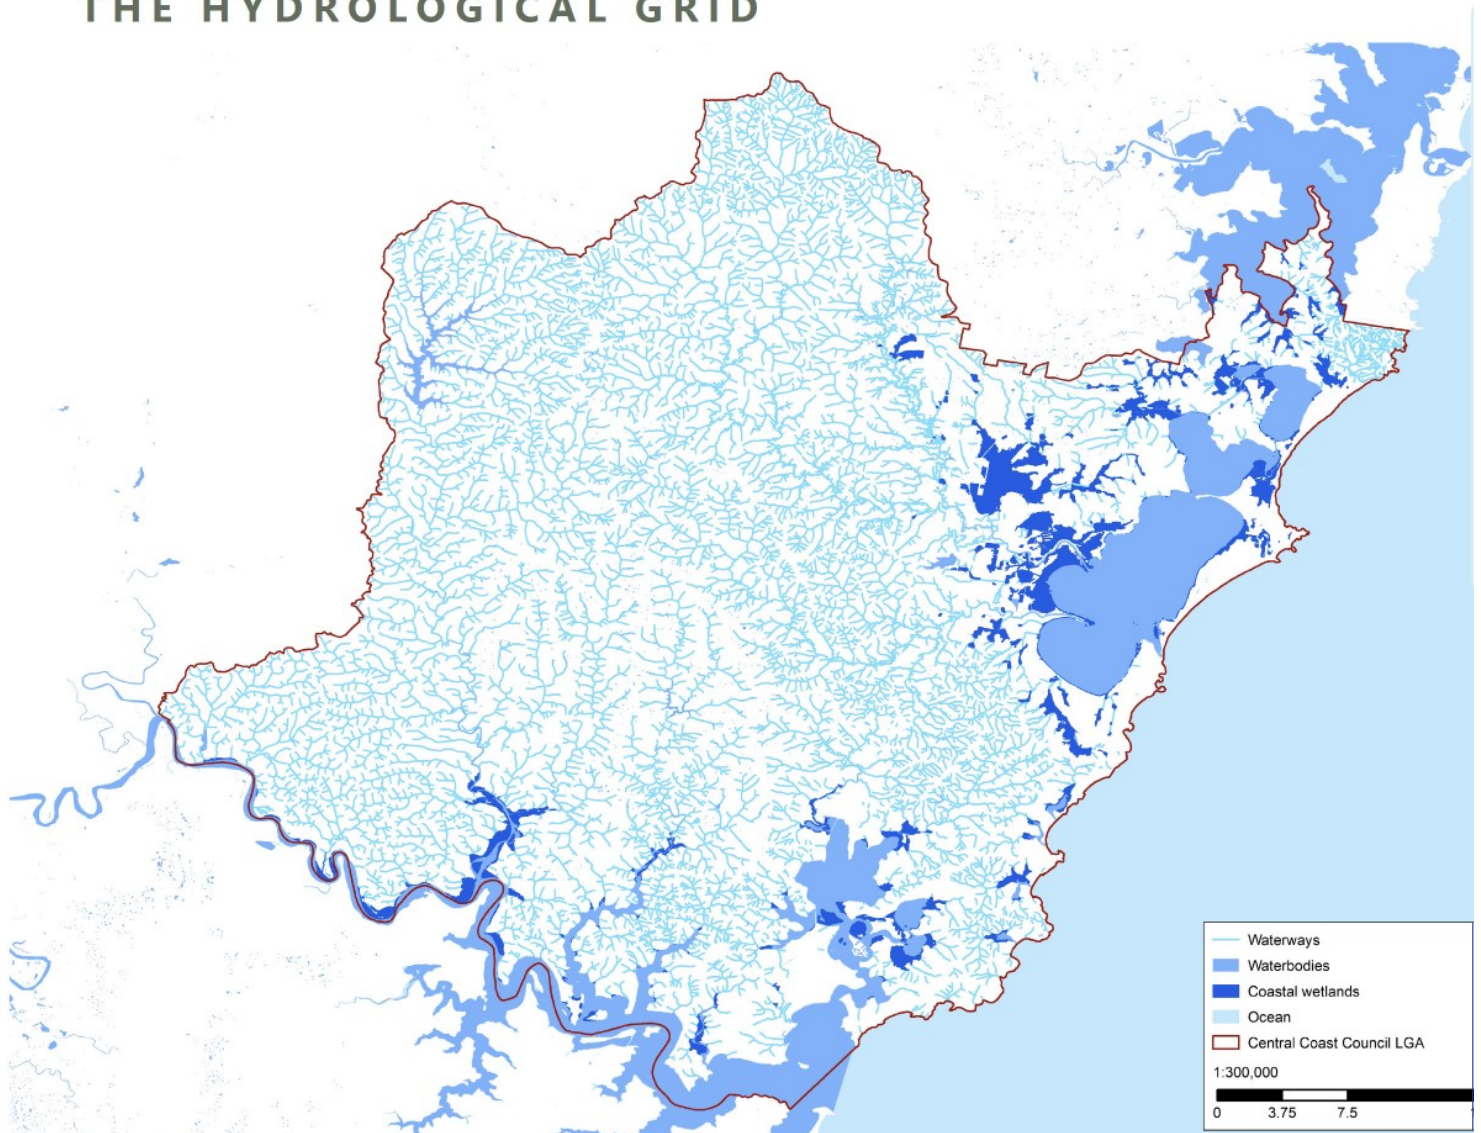 THE HYDROLOGICAL GRID
Waterways
Waterbodies
Coastal wetlands
Ocean
Central Coast Council LGA
1:300,000
0 3.75 7.5